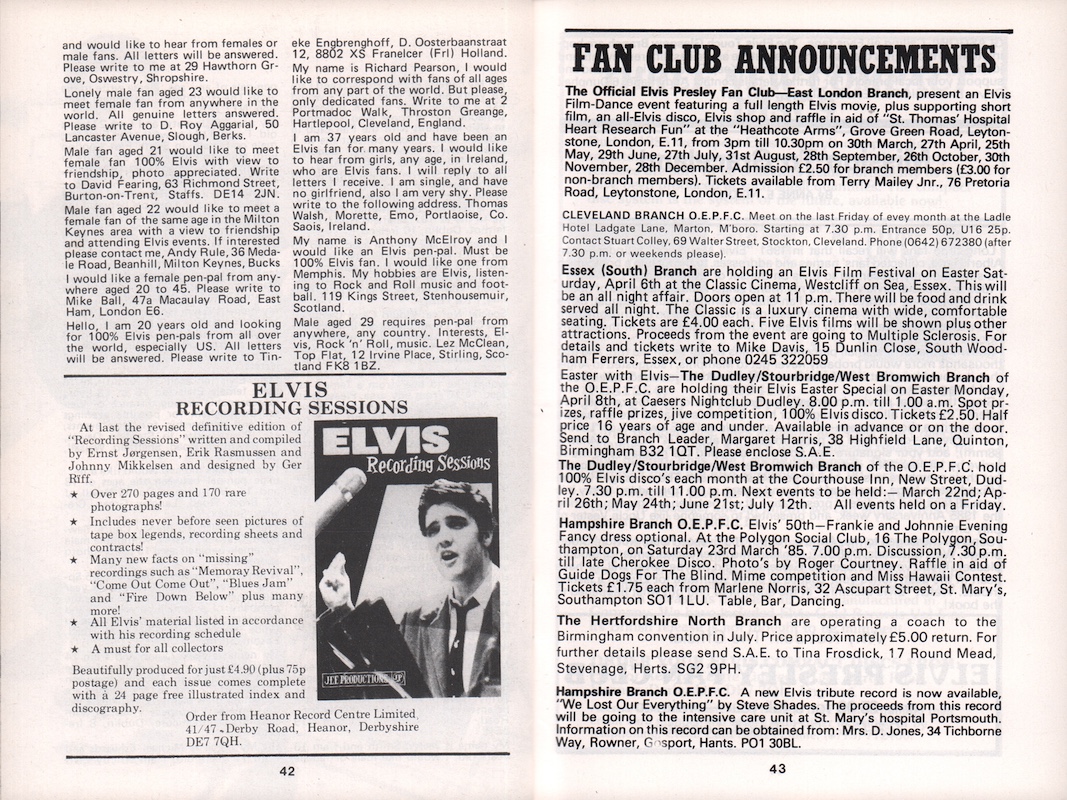 and would like to hear from females or
male fans. All letters will be answered.
Please write to me at 29 Hawthorn Gr-
ove, Oswestry, Shropshire.
Lonely male fan aged 23 would like to
meet female fan from anywhere in the
world. All genuine letters answered.
Please write to D. Roy Aggarial, 50
Lancaster Avenue, Slough, Berks.
Male fan aged 21 would like to meet
female fan 100% Elvis with view to
friendship, photo appreciated. Write
to David Fearing, 63 Richmond Street,
Burton-on-Trent, Staffs. DE14 2JN.
Male fan aged 22 would like to meet a
female fan of the same age in the Milton
Keynes area with a view to friendship
and attending Elvis events. If interested
please contact me, Andy Rule, 36 Meda-
le Road, Beanhill, Milton Keynes, Bucks
I would like a female pen-pal from any-
where aged 20 to 45. Please write to
Mike Ball, 47a Macaulay Road, East
Ham, London E6.
Hello, I am 20 years old and looking
for 100% Elvis pen-pals from all over
the world, especially US. All letters
will be answered. Please write to Tin-
eke Engbrenghoff, D. Oosterbaanstraat
12, 8802 XS Franelcer (Frl) Holland.
My name is Richard Pearson, I would
like to correspond with fans of all ages
from any part of the world. But please,
only dedicated fans. Write to me at 2
Portmadoc Walk, Throston Greange,
Hartlepool, Cleveland, England.
I am 37 years old and have been an
Elvis fan for many years. I would like
to hear from girls, any age, in Ireland,
who are Elvis fans. I will reply to all
letters I receive. I am single, and have
no girlfriend, also I am very shy. Please
write to the following address. Thomas
Walsh, Morette, Emo, Portlaoise, Co.
Saois, Ireland.
My name is Anthony McElroy and I
would like an Elvis pen-pal. Must be
100% Elvis fan. I would like one from
Memphis. My hobbies are Elvis, listen-
ing to Rock and Roll music and foot-
ball. 119 Kings Street, Stenhousemuir,
Scotland.
Male aged 29 requires pen-pal from
anywhere, any country. Interests, El-
vis, Rock 'n' Roll, music. Lez McClean,
Top Flat, 12 Irvine Place, Stirling, Sco-
tland FK8 1BZ.
ELVIS
RECORDING SESSIONS
At last the revised definitive edition of
"Recording Sessions" written and compiled
by Ernst Jørgensen, Erik Rasmussen and
Johnny Mikkelsen and designed by Ger
Rĩff.
★ Over 270 pages and 170 rare
photographs!
★ Includes never before seen pictures of
tape box legends, recording sheets and
contracts!
★ Many new facts on "missing"
recordings such as "Memoray Revival",
"Come Out Come Out", "Blues Jam"
and "Fire Down Below" plus many
more!
★ All Elvis' material listed in accordance
with his recording schedule
★ A must for all collectors
Beautifully produced for just £4.90 (plus 75p
postage) and each issue comes complete
with a 24 page free illustrated index and
discography.
Order from Heanor Record Centre Limited,
41/47 Derby Road, Heanor, Derbyshire
DE7 7QH.
ELVIS
Recording Sessions
JEE PRODUCTIONS
42
FAN CLUB ANNOUNCEMENTS
The Official Elvis Presley Fan Club—East London Branch, present an Elvis
Film-Dance event featuring a full length Elvis movie, plus supporting short
film, an all-Elvis disco, Elvis shop and raffle in aid of "St. Thomas' Hospital
Heart Research Fun" at the "Heathcote Arms", Grove Green Road, Leyton-
stone, London, E.11, from 3pm till 10.30pm on 30th March, 27th April, 25th
May, 29th June, 27th July, 31st August, 28th September, 26th October, 30th
November, 28th December. Admission £2.50 for branch members (£3.00 for
non-branch members). Tickets available from Terry Mailey Jnr., 76 Pretoria
Road, Leytonstone, London, E.11.
CLEVELAND BRANCH O.E.P.F.C. Meet on the last Friday of evey month at the Ladle
Hotel Ladgate Lane, Marton, M'boro. Starting at 7.30 p.m. Entrance 50p, U16 25p.
Contact Stuart Colley, 69 Walter Street, Stockton, Cleveland. Phone (0642) 672380 (after
7.30 p.m. or weekends please).
Essex (South) Branch are holding an Elvis Film Festival on Easter Sat-
urday, April 6th at the Classic Cinema, Westcliff on Sea, Essex. This will
be an all night affair. Doors open at 11 p.m. There will be food and drink
served all night. The Classic is a luxury cinema with wide, comfortable
seating. Tickets are £4.00 each. Five Elvis films will be shown plus other
attractions. Proceeds from the event are going to Multiple Sclerosis. For
details and tickets write to Mike Davis, 15 Dunlin Close, South Wood-
ham Ferrers, Essex, or phone 0245 322059
Easter with Elvis—The Dudley/Stourbridge/West Bromwich Branch of
the O.E.P.F.C. are holding their Elvis Easter Special on Easter Monday,
April 8th, at Caesers Nightclub Dudley. 8.00 p.m. till 1.00 a.m. Spot pr-
izes, raffle prizes, jive competition, 100% Elvis disco. Tickets £2.50. Half
price 16 years of age and under. Available in advance or on the door.
Send to Branch Leader, Margaret Harris, 38 Highfield Lane, Quinton,
Birmingham B32 1QT. Please enclose S.A.E.
The Dudley/Stourbridge/West Bromwich Branch of the O.E.P.F.C. hold
100% Elvis disco's each month at the Courthouse Inn, New Street, Dud-
ley. 7.30 p.m. till 11.00 p.m. Next events to be held:— March 22nd; Ap-
ril 26th; May 24th; June 21st; July 12th. All events held on a Friday.
Hampshire Branch O.E.P.F.C. Elvis' 50th—Frankie and Johnnie Evening
Fancy dress optional. At the Polygon Social Club, 16 The Polygon, Sou-
thampton, on Saturday 23rd March '85. 7.00 p.m. Discussion, 7.30 p.m.
till late Cherokee Disco. Photo's by Roger Courtney. Raffle in aid of
Guide Dogs For The Blind. Mime competition and Miss Hawaii Contest.
Tickets £1.75 each from Marlene Norris, 32 Ascupart Street, St. Mary's,
Southampton SO1 1LU. Table, Bar, Dancing.
The Hertfordshire North Branch are operating a coach to the
Birmingham convention in July. Price approximately £5.00 return. For
further details please send S.A.E. to Tina Frosdick, 17 Round Mead,
Stevenage, Herts. SG2 9PH.
Hampshire Branch O.E.P.F.C. A new Elvis tribute record is now available,
"We Lost Our Everything" by Steve Shades. The proceeds from this record
will be going to the intensive care unit at St. Mary's hospital Portsmouth.
Information on this record can be obtained from: Mrs. D. Jones, 34 Tichborne
Way, Rowner, Gosport, Hants. PO1 30BL.
43